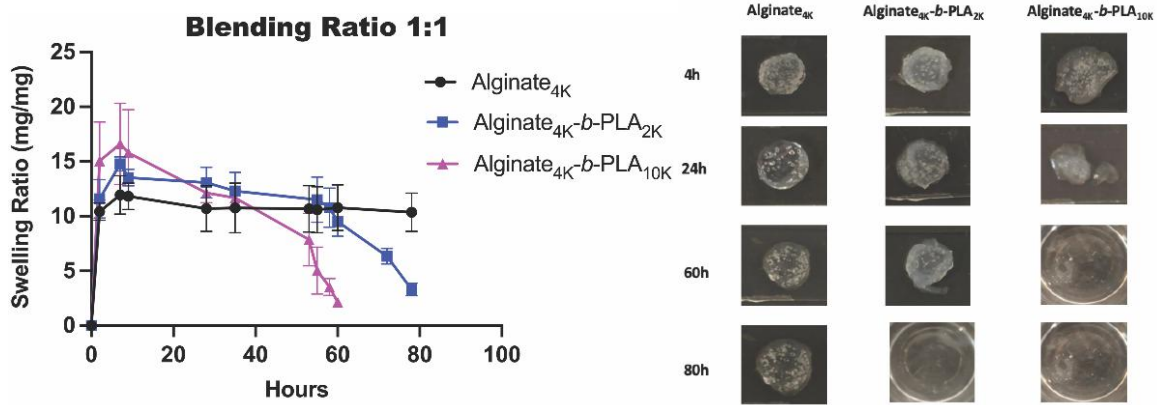 Blending Ratio 1:1
Swelling Ratio (mg/mg)
25
20
15
10
5
0
0 20 40 60 80 100
Hours
Alginate4K
Alginate4K-b-PLA2K
Alginate4K-b-PLA10K
Alginate4K Alginate4K-b-PLA2K Alginate4K-b-PLA10K
4h
24h
60h
80h